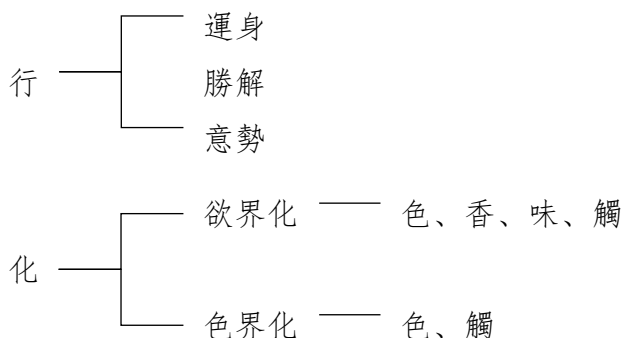 運身
行 勝解
意勢
欲界化 色、香、味、觸
化
色界化 色、觸